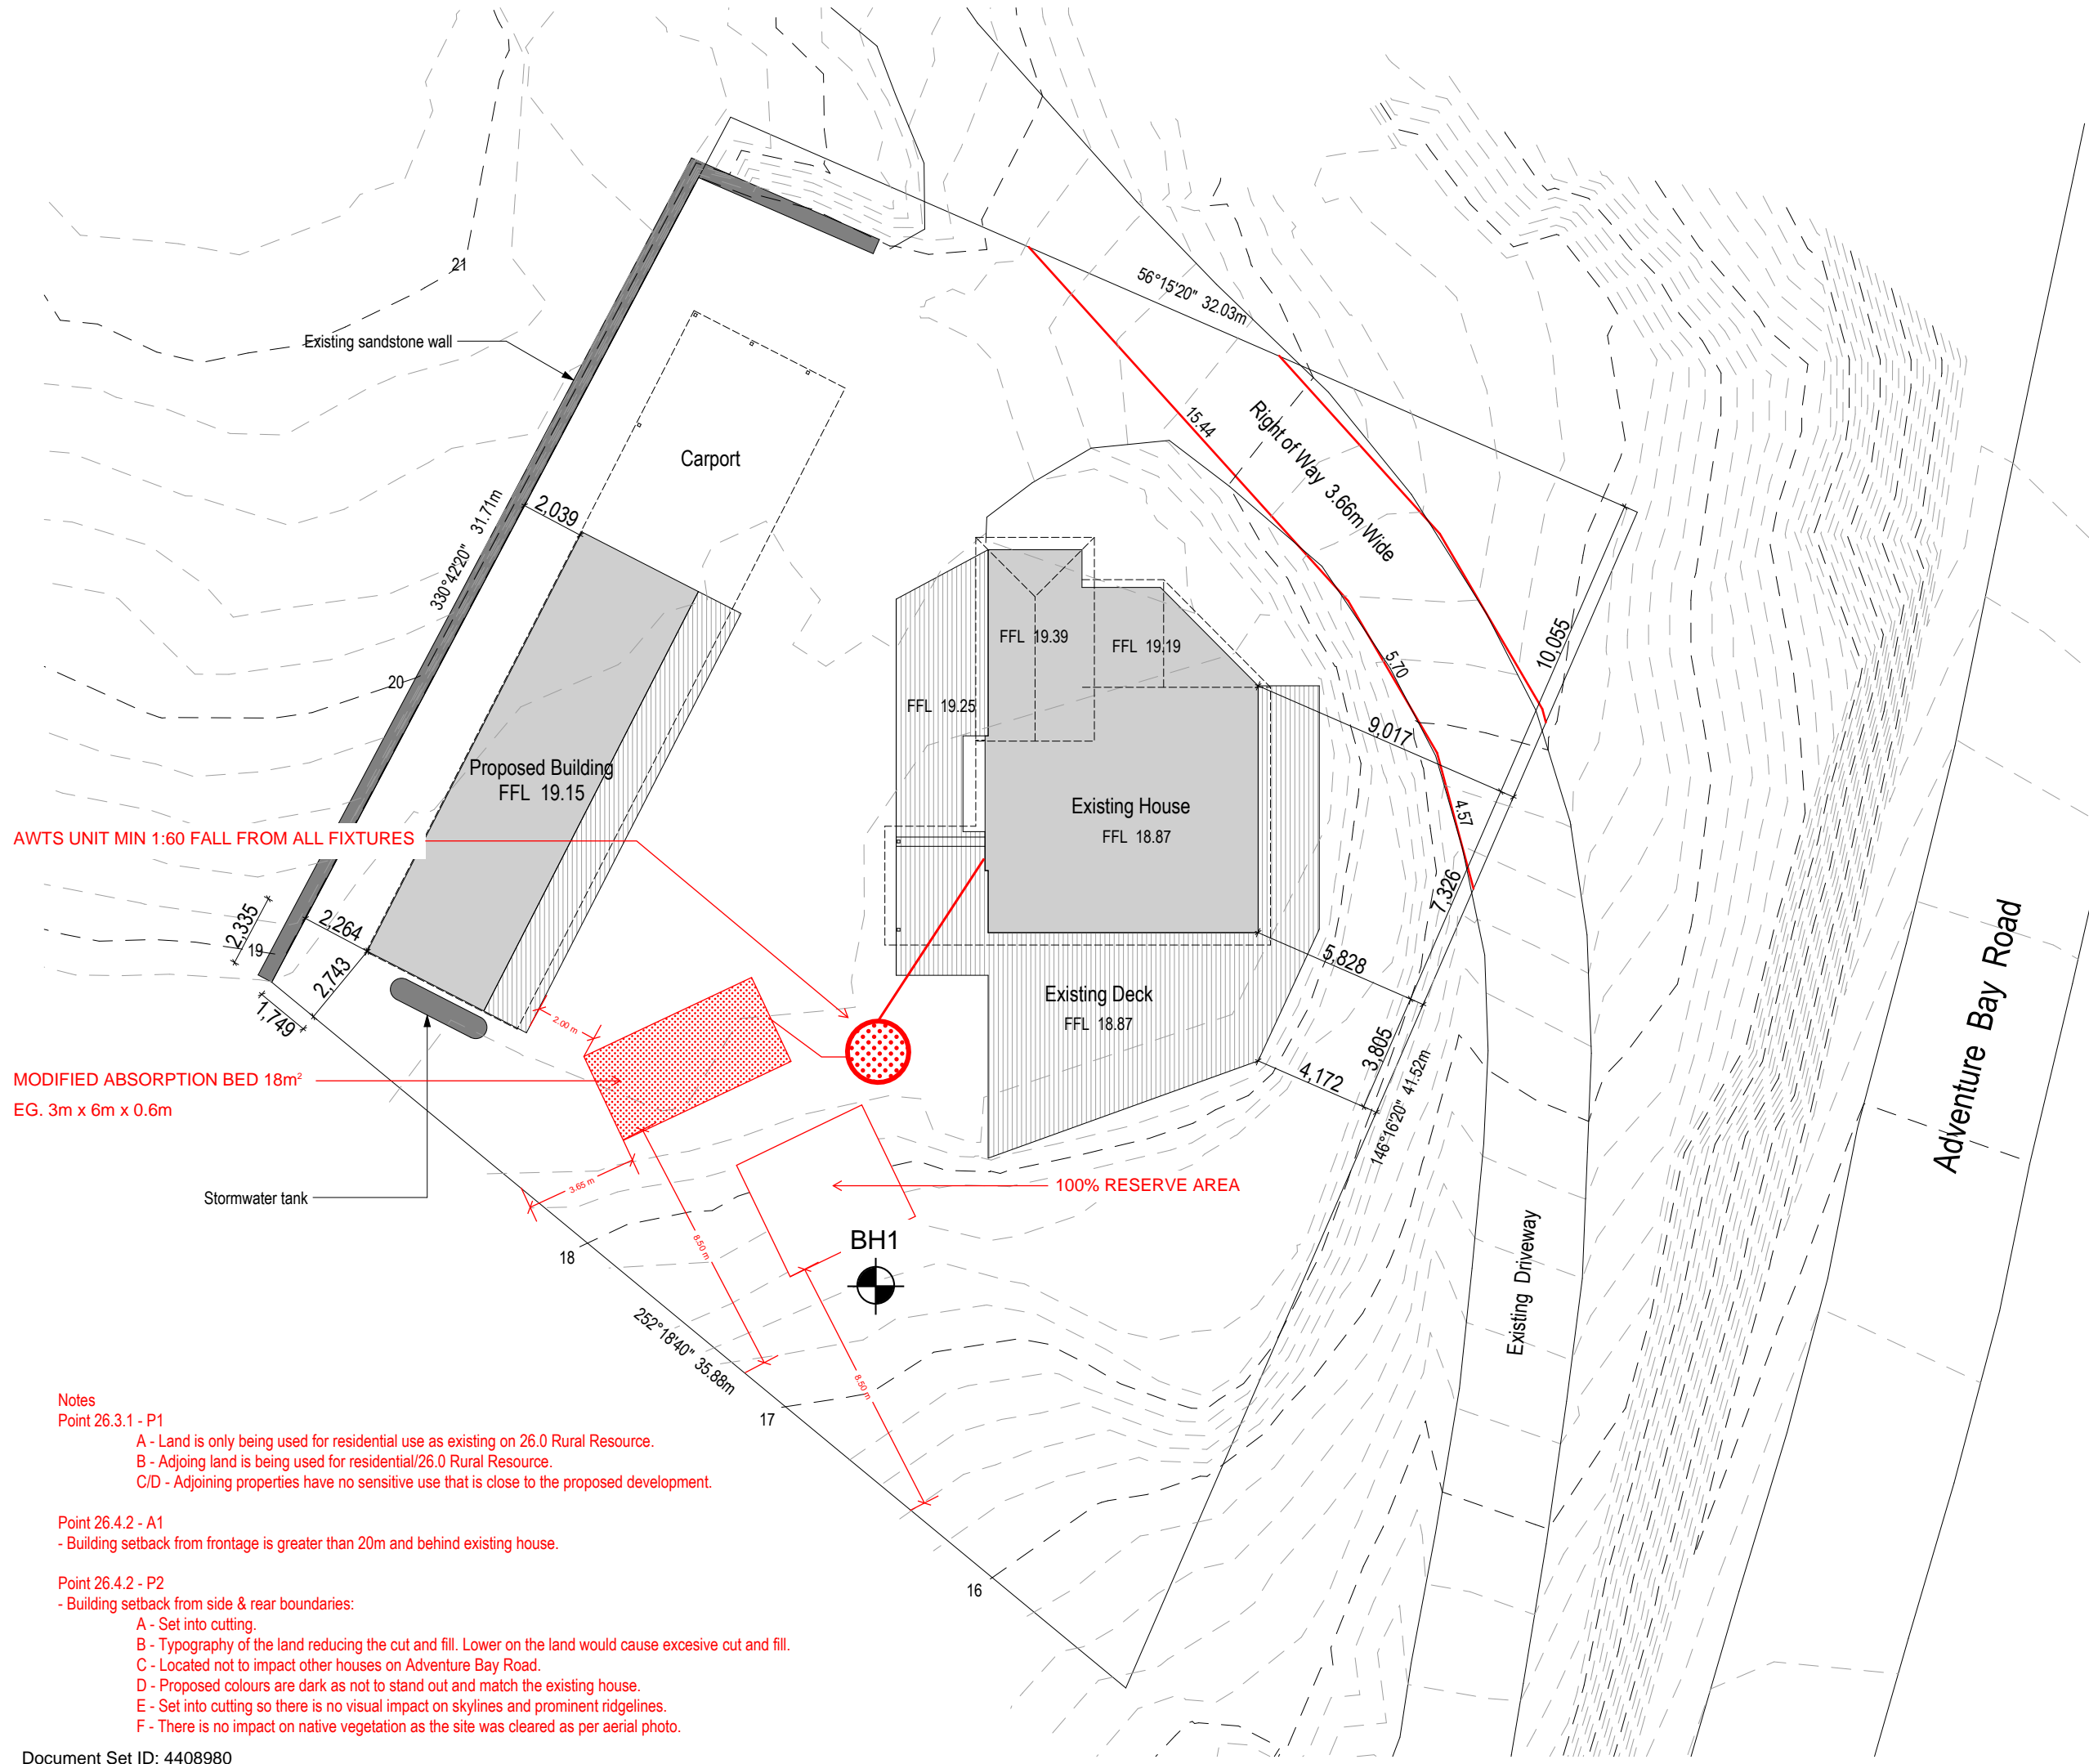 21
Existing sandstone wall
56°15'20" 32.03m
Carport
15.44
Right of Way 3.66m Wide
2,039
330°42'20" 31.71m
10,055
FFL 19.39
FFL 19.19
5.70
20
FFL 19.25
9,017
Proposed Building
FFL 19.15
Existing House
FFL 18.87
4.57
AWTS UNIT MIN 1:60 FALL FROM ALL FIXTURES
7,326
2,335
2,264
19
2,743
1,749
5,828
Existing Deck
FFL 18.87
2.00 m
3,805
146°16'20" 41.52m
4,172
Adventure Bay Road
MODIFIED ABSORPTION BED 18m²
EG. 3m x 6m x 0.6m
3.65 m
Stormwater tank
100% RESERVE AREA
8.50 m
BH1
18
Existing Driveway
252°18'40" 35.88m
8.50 m
17
16
Notes
Point 26.3.1 - P1
A - Land is only being used for residential use as existing on 26.0 Rural Resource.
B - Adjoing land is being used for residential/26.0 Rural Resource.
C/D - Adjoining properties have no sensitive use that is close to the proposed development.
Point 26.4.2 - A1
- Building setback from frontage is greater than 20m and behind existing house.
Point 26.4.2 - P2
- Building setback from side & rear boundaries:
A - Set into cutting.
B - Typography of the land reducing the cut and fill. Lower on the land would cause excesive cut and fill.
C - Located not to impact other houses on Adventure Bay Road.
D - Proposed colours are dark as not to stand out and match the existing house.
E - Set into cutting so there is no visual impact on skylines and prominent ridgelines.
F - There is no impact on native vegetation as the site was cleared as per aerial photo.
Document Set ID: 4408980